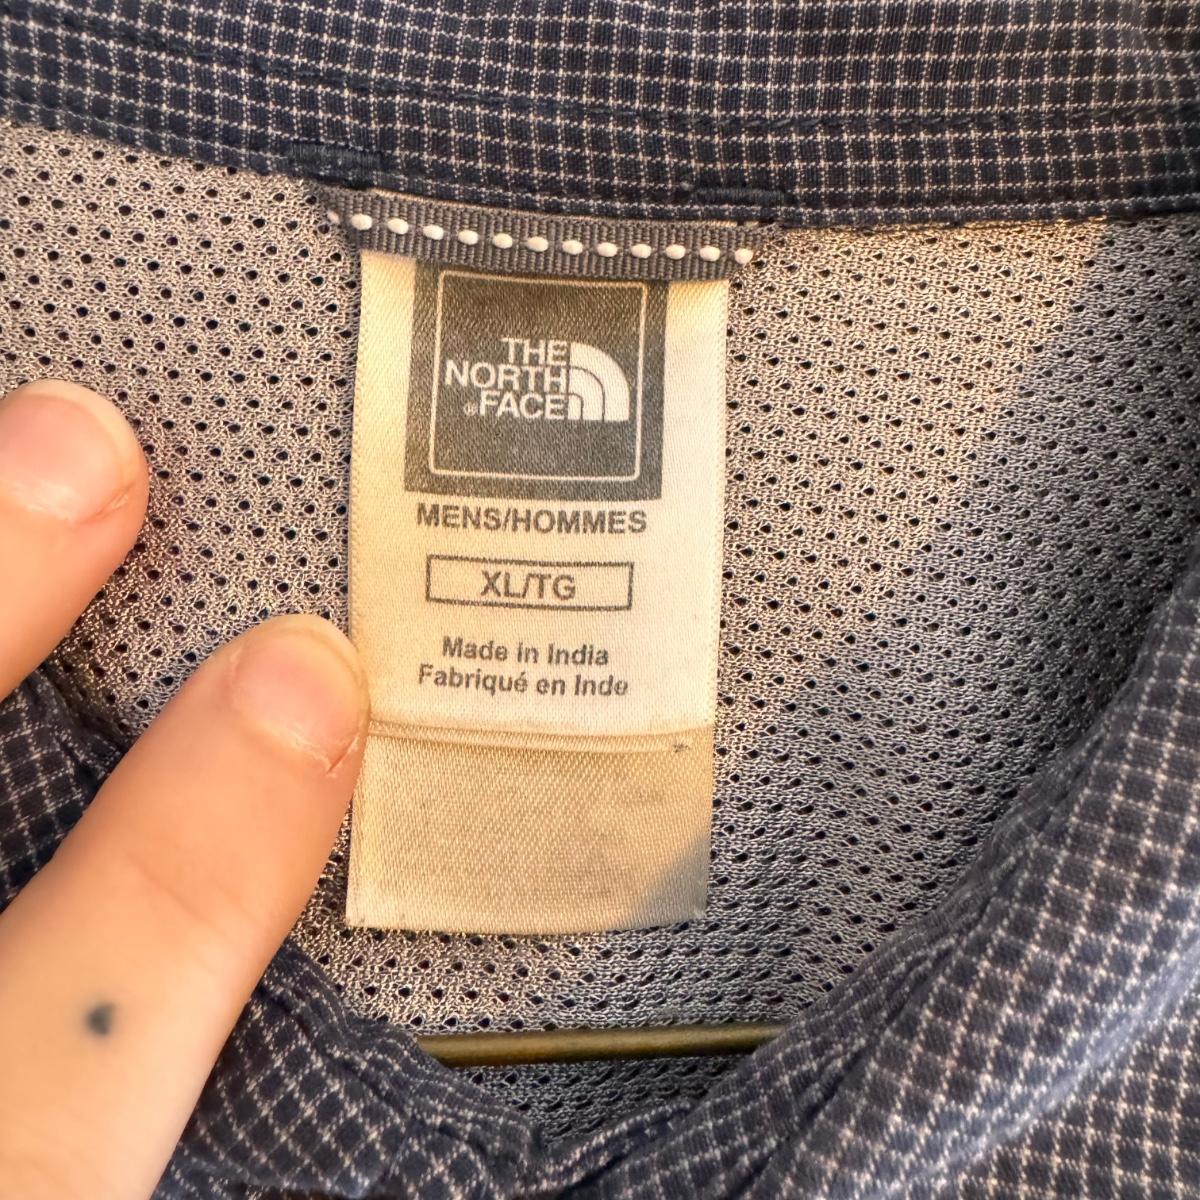 THE
NORTH
®FACE
MENS/HOMMES
XL/TG
Made in India
Fabriqué en Inde